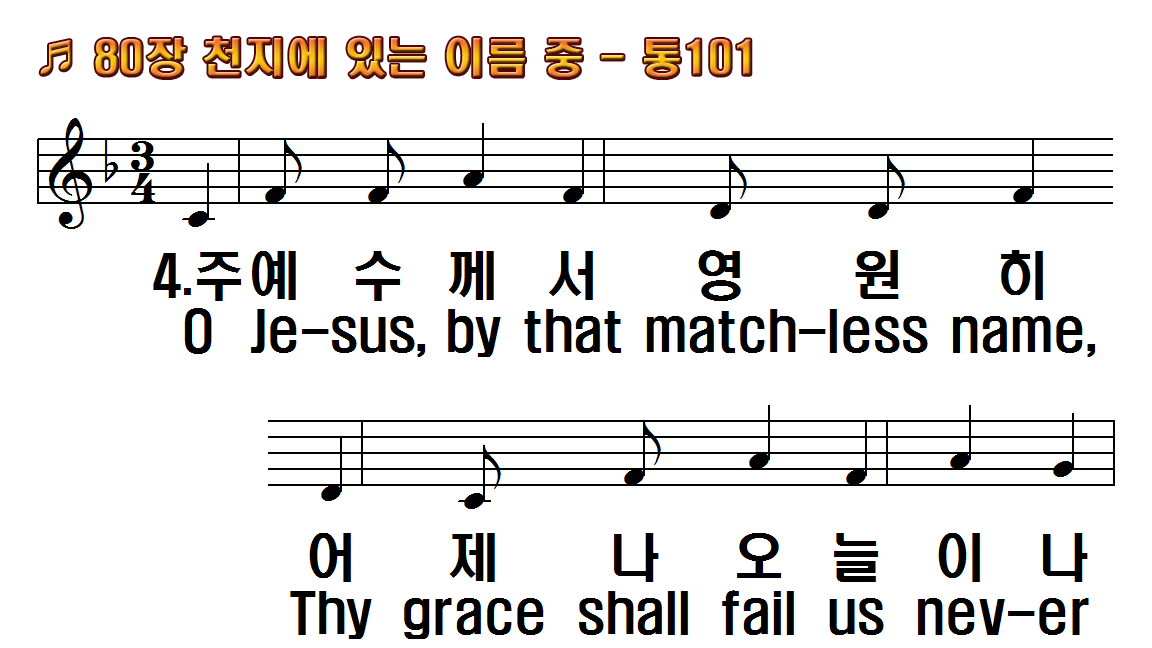 ♬ 80장 천지에 있는 이름 중 - 통101
3
4
4.주예 수 께 서 영 원 히
O Je-sus, by that match-less name,
어 제 나 오 늘 이 나
Thy grace shall fail us nev-er